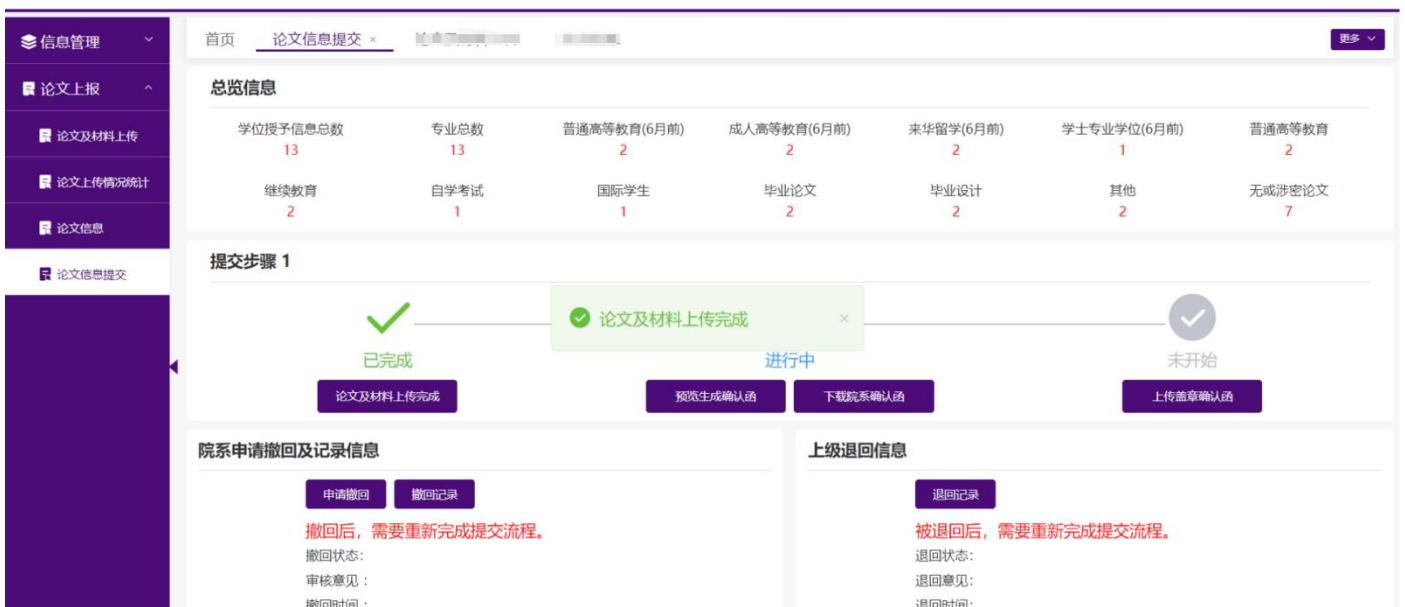 信息管理
首页 论文信息提交 × 更多
论文上报
总览信息
论文及材料上传
学位授予信息总数 专业总数 普通高等教育(6月前) 成人高等教育(6月前) 来华留学(6月前) 学士专业学位(6月前) 普通高等教育
13 13 2 2 2 1 2
论文上传情况统计
继续教育 自学考试 国际学生 毕业论文 毕业设计 其他 无或涉密论文
2 1 1 2 2 2 7
论文信息
论文信息提交
提交步骤 1
论文及材料上传完成 ×
已完成 进行中 未开始
论文及材料上传完成 预览生成确认函 下载院系确认函 上传盖章确认函
院系申请撤回及记录信息 上级退回信息
申请撤回 撤回记录 退回记录
撤回后，需要重新完成提交流程。 被退回后，需要重新完成提交流程。
撤回状态: 退回状态:
审核意见 : 退回意见:
撤回时间 : 退回时间: